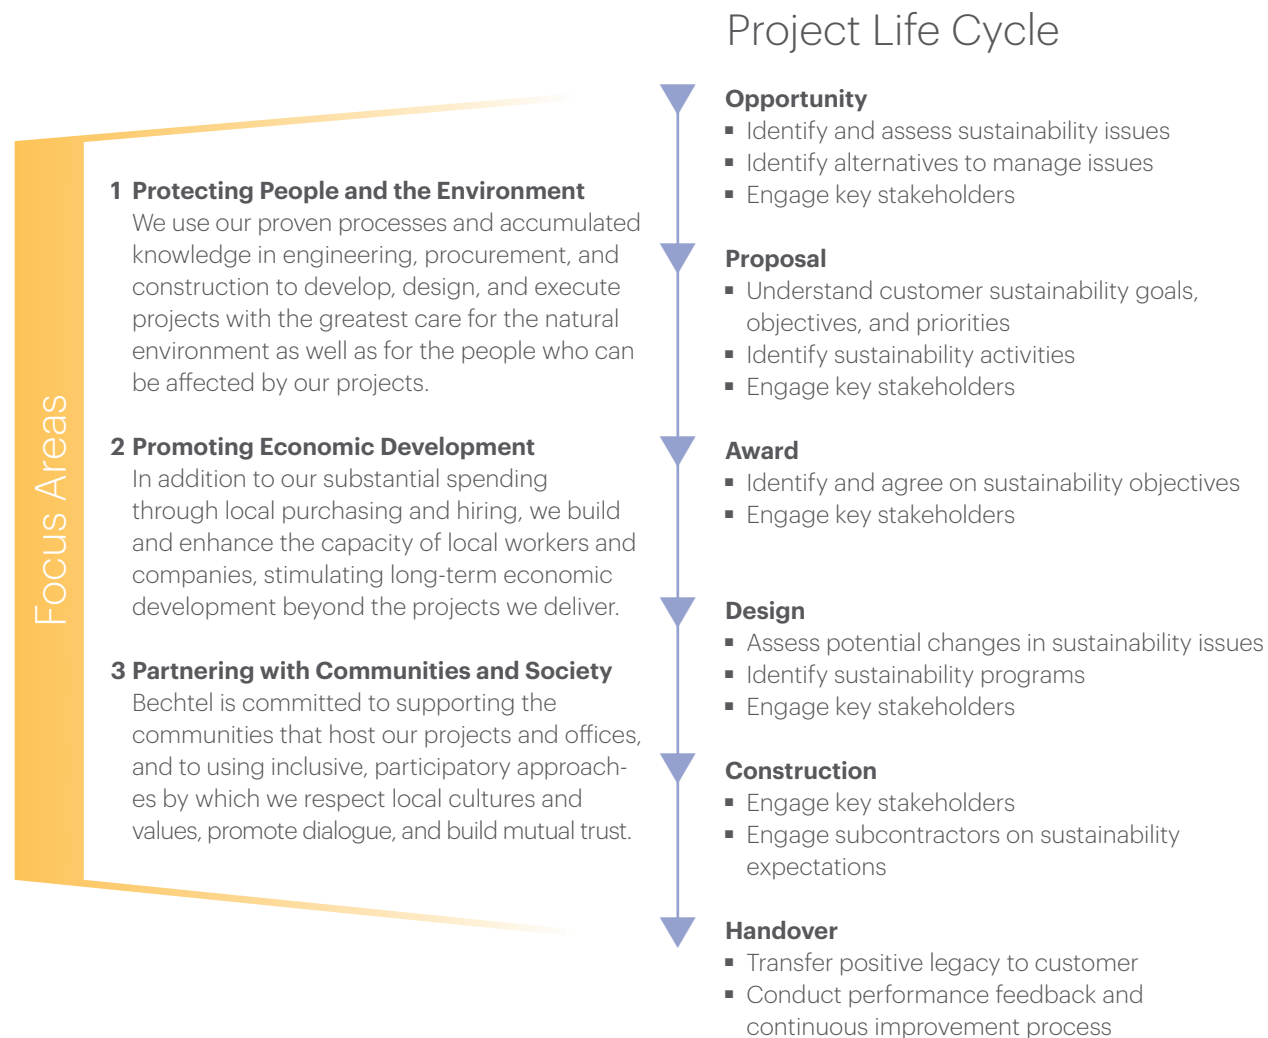 Project Life Cycle
Focus Areas
1 Protecting People and the Environment
We use our proven processes and accumulated
knowledge in engineering, procurement, and
construction to develop, design, and execute
projects with the greatest care for the natural
environment as well as for the people who can
be affected by our projects.
2 Promoting Economic Development
In addition to our substantial spending
through local purchasing and hiring, we build
and enhance the capacity of local workers and
companies, stimulating long-term economic
development beyond the projects we deliver.
3 Partnering with Communities and Society
Bechtel is committed to supporting the
communities that host our projects and offices,
and to using inclusive, participatory approach-
es by which we respect local cultures and
values, promote dialogue, and build mutual trust.
Opportunity
▪ Identify and assess sustainability issues
▪ Identify alternatives to manage issues
▪ Engage key stakeholders
Proposal
▪ Understand customer sustainability goals,
objectives, and priorities
▪ Identify sustainability activities
▪ Engage key stakeholders
Award
▪ Identify and agree on sustainability objectives
▪ Engage key stakeholders
Design
▪ Assess potential changes in sustainability issues
▪ Identify sustainability programs
▪ Engage key stakeholders
Construction
▪ Engage key stakeholders
▪ Engage subcontractors on sustainability
expectations
Handover
▪ Transfer positive legacy to customer
▪ Conduct performance feedback and
continuous improvement process